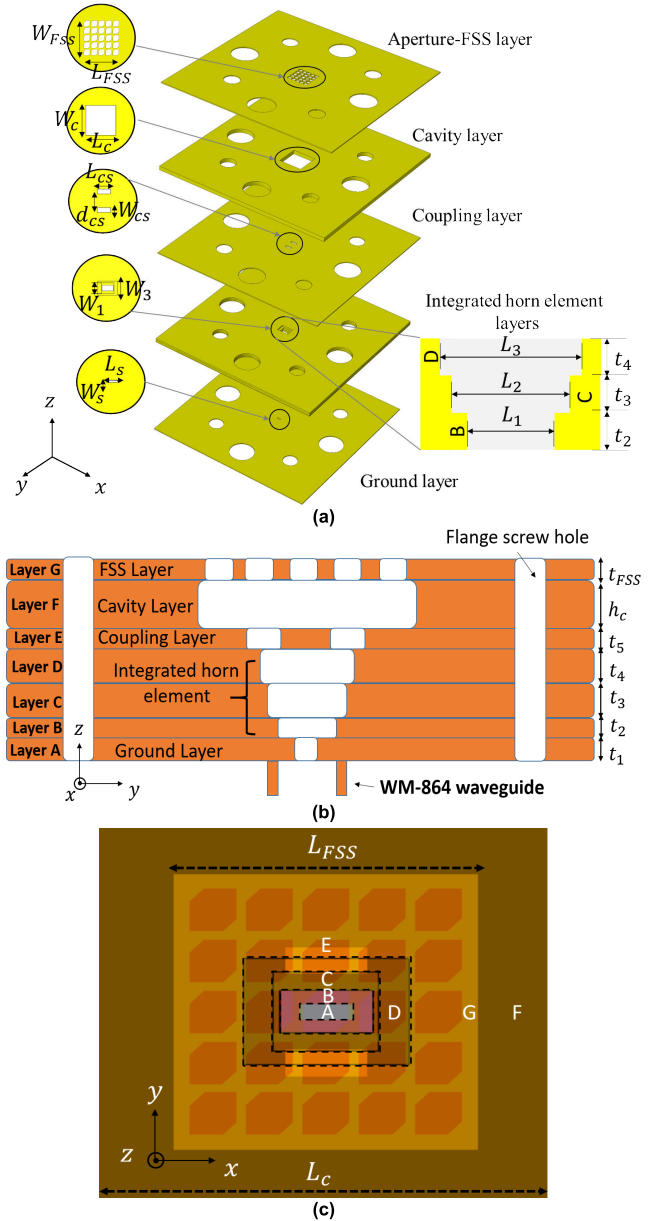 W_FSS
L_FSS
Aperture-FSS layer
W_c
L_c
Cavity layer
L_cs
d_cs
W_cs
Coupling layer
W_1
W_3
Integrated horn element
layers
D
L_3
t_4
L_2
C
t_3
B
L_1
t_2
L_s
W_s
z
y
x
Ground layer
(a)
Flange screw hole
Layer G
FSS Layer
t_FSS
Layer F
Cavity Layer
h_c
Layer E
Coupling Layer
t_5
Layer D
Integrated horn
element
t_4
Layer C
t_3
Layer B
t_2
z
Layer A
Ground Layer
t_1
x
y
WM-864 waveguide
(b)
L_FSS
E
C
B
A
D
G
F
y
z
x
L_c
(c)